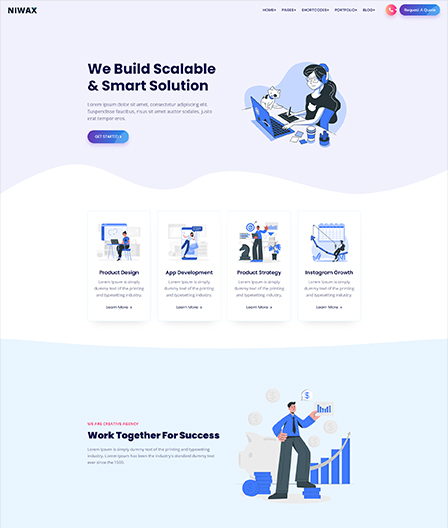 NIWAX
HOME+ PAGES+ SHORTCODES+ PORTFOLIO+ BLOG+
Request A Quote
We Build Scalable
& Smart Solution
Lorem ipsum dolor sit amet, consectetur adipiscing elit.
Suspendisse faucibus, risus sit amet auctor sodales, justo
erat tempor eros.
GET STARTED
Product Design
Lorem Ipsum is simply
dummy text of the printing
and typesetting industry.
Learn More
App Development
Lorem Ipsum is simply
dummy text of the printing
and typesetting industry.
Learn More
Product Strategy
Lorem Ipsum is simply
dummy text of the printing
and typesetting industry.
Learn More
Instagram Growth
Lorem Ipsum is simply
dummy text of the printing
and typesetting industry.
Learn More
WE ARE CREATIVE AGENCY
Work Together For Success
Lorem Ipsum is simply dummy text of the printing and typesetting
industry. Lorem Ipsum has been the industry's standard dummy text
ever since the 1500.
$
$